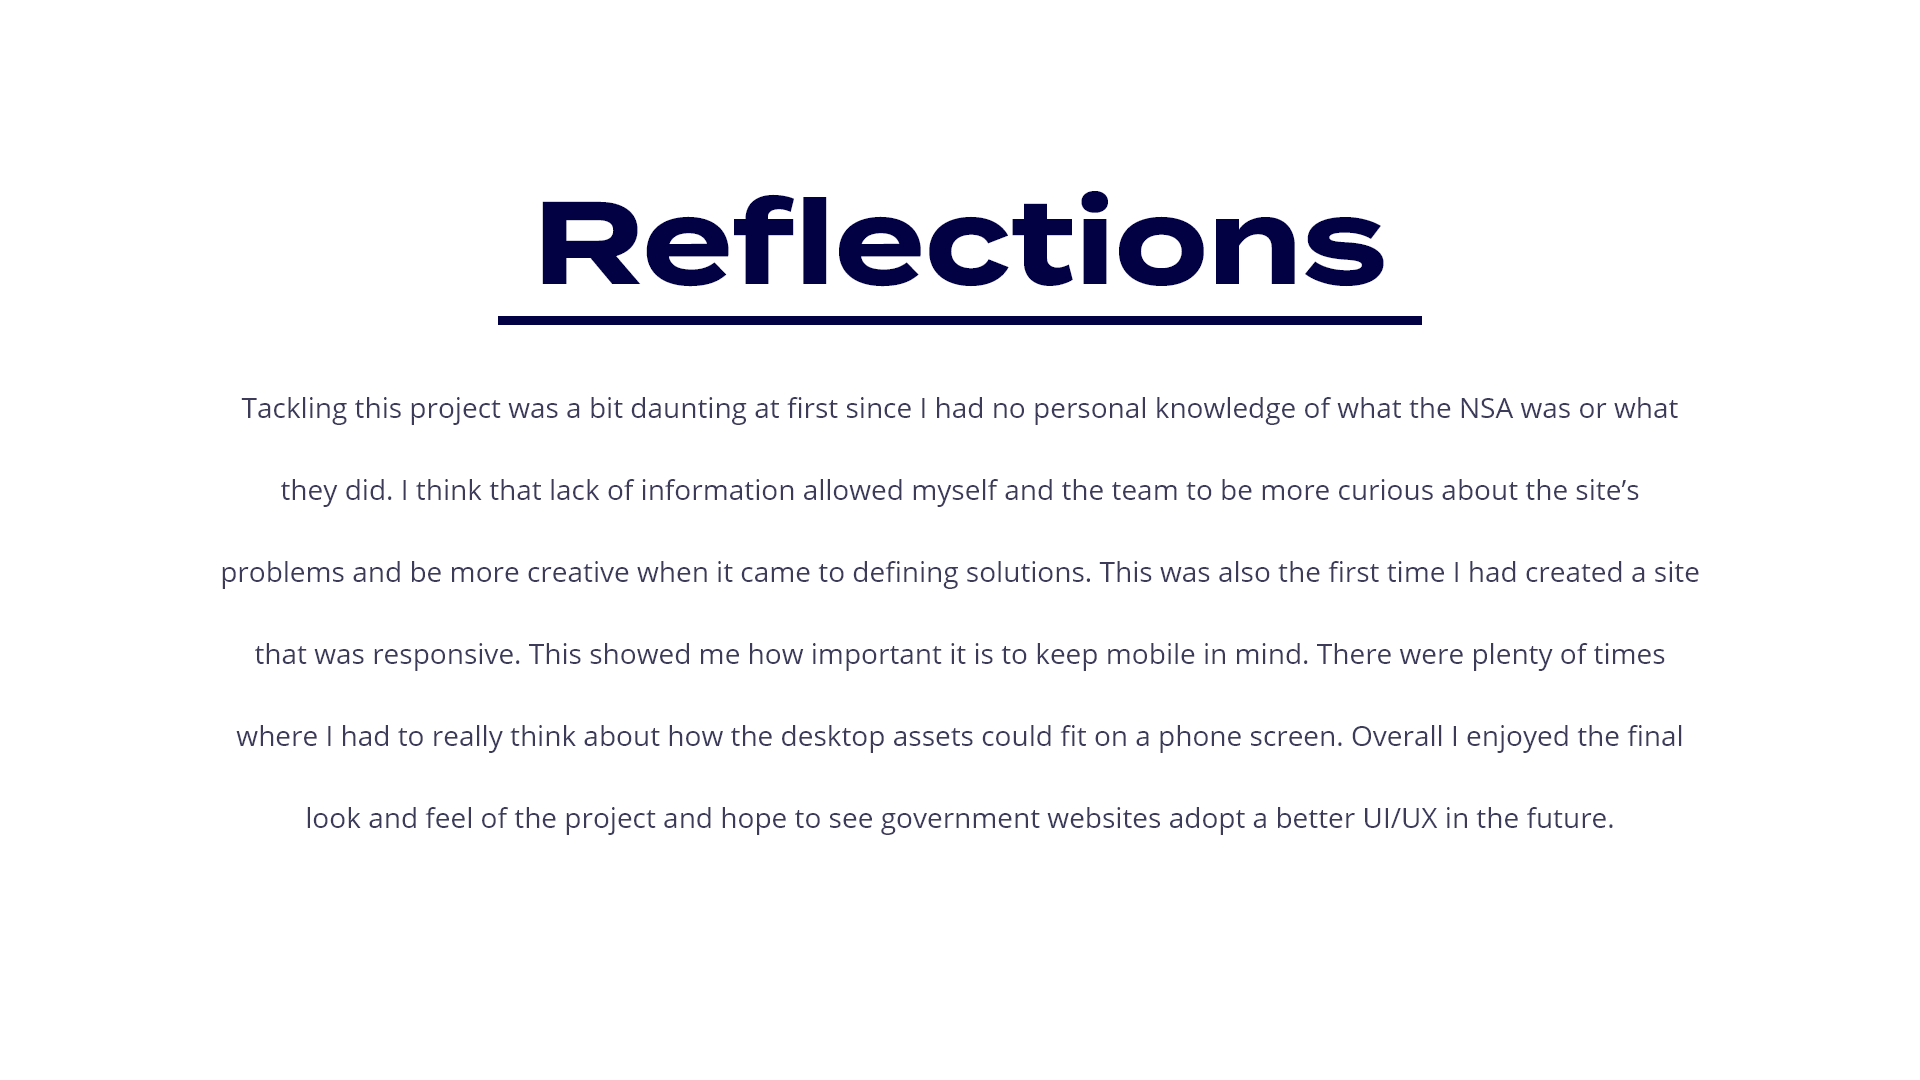 Reflections
Tackling this project was a bit daunting at first since I had no personal knowledge of what the NSA was or what
they did. I think that lack of information allowed myself and the team to be more curious about the site’s
problems and be more creative when it came to defining solutions. This was also the first time I had created a site
that was responsive. This showed me how important it is to keep mobile in mind. There were plenty of times
where I had to really think about how the desktop assets could fit on a phone screen. Overall I enjoyed the final
look and feel of the project and hope to see government websites adopt a better UI/UX in the future.